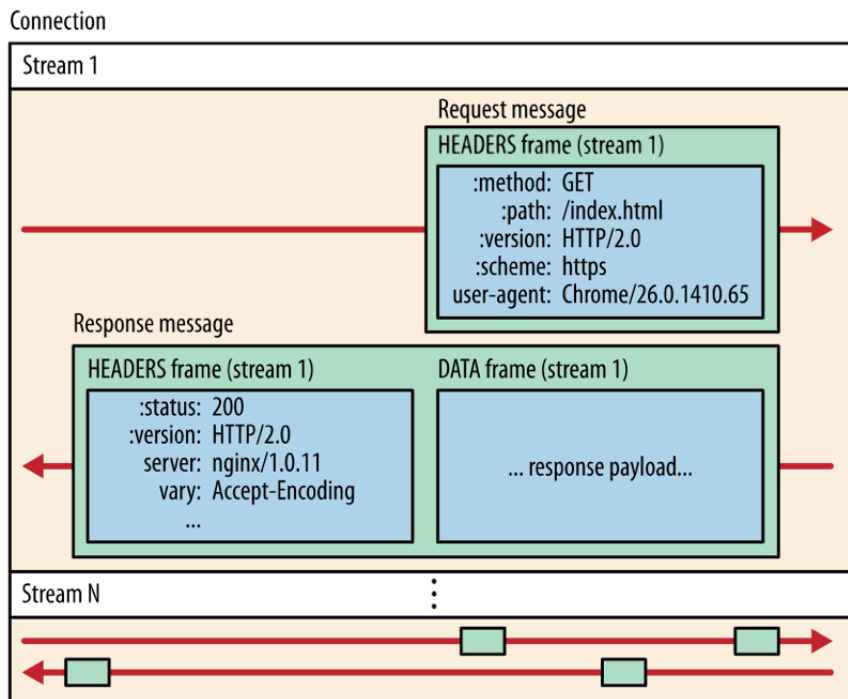 Connection
Stream 1
Request message
HEADERS frame (stream 1)
:method: GET
:path: /index.html
:version: HTTP/2.0
:scheme: https
user-agent: Chrome/26.0.1410.65
Response message
HEADERS frame (stream 1)
:status: 200
:version: HTTP/2.0
server: nginx/1.0.11
vary: Accept-Encoding
...
DATA frame (stream 1)
... response payload...
Stream N